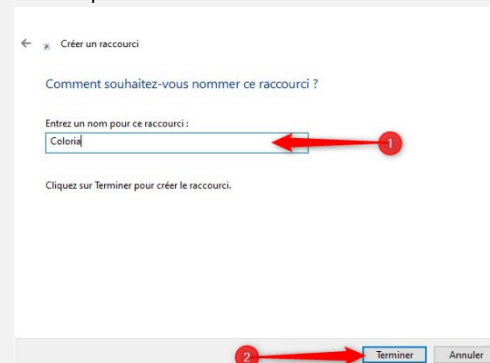 Créer un raccourci
Comment souhaitez-vous nommer ce raccourci ?
Entrez un nom pour ce raccourci :
Coloria
1
Cliquez sur Terminer pour créer le raccourci.
2
Terminer Annuler